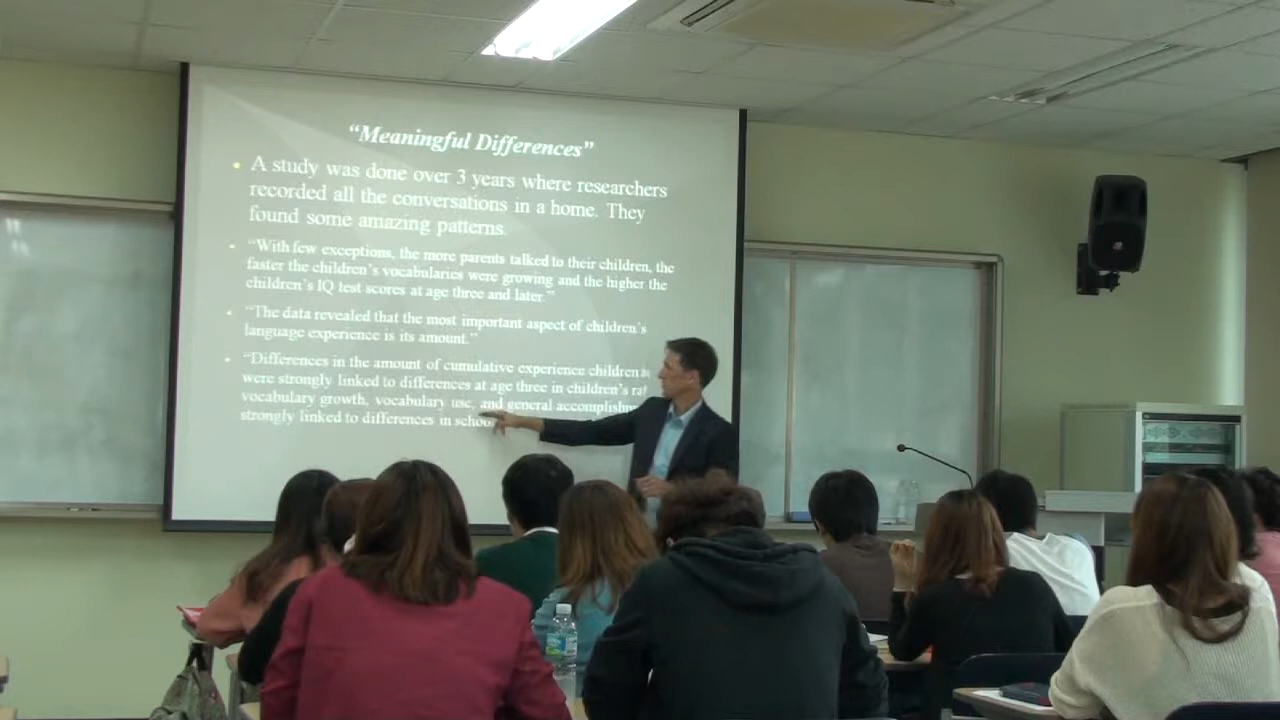 “Meaningful Differences”
• A study was done over 3 years where researchers
recorded all the conversations in a home. They
found some amazing patterns.
• “With few exceptions, the more parents talked to their children, the
faster the children’s vocabularies were growing and the higher the
children’s IQ test scores at age three and later.”
• “The data revealed that the most important aspect of children’s
language experience is its amount.”
• “Differences in the amount of cumulative experience children
were strongly linked to differences at age three in children’s
vocabulary growth, vocabulary use, and general
strongly linked to differences in